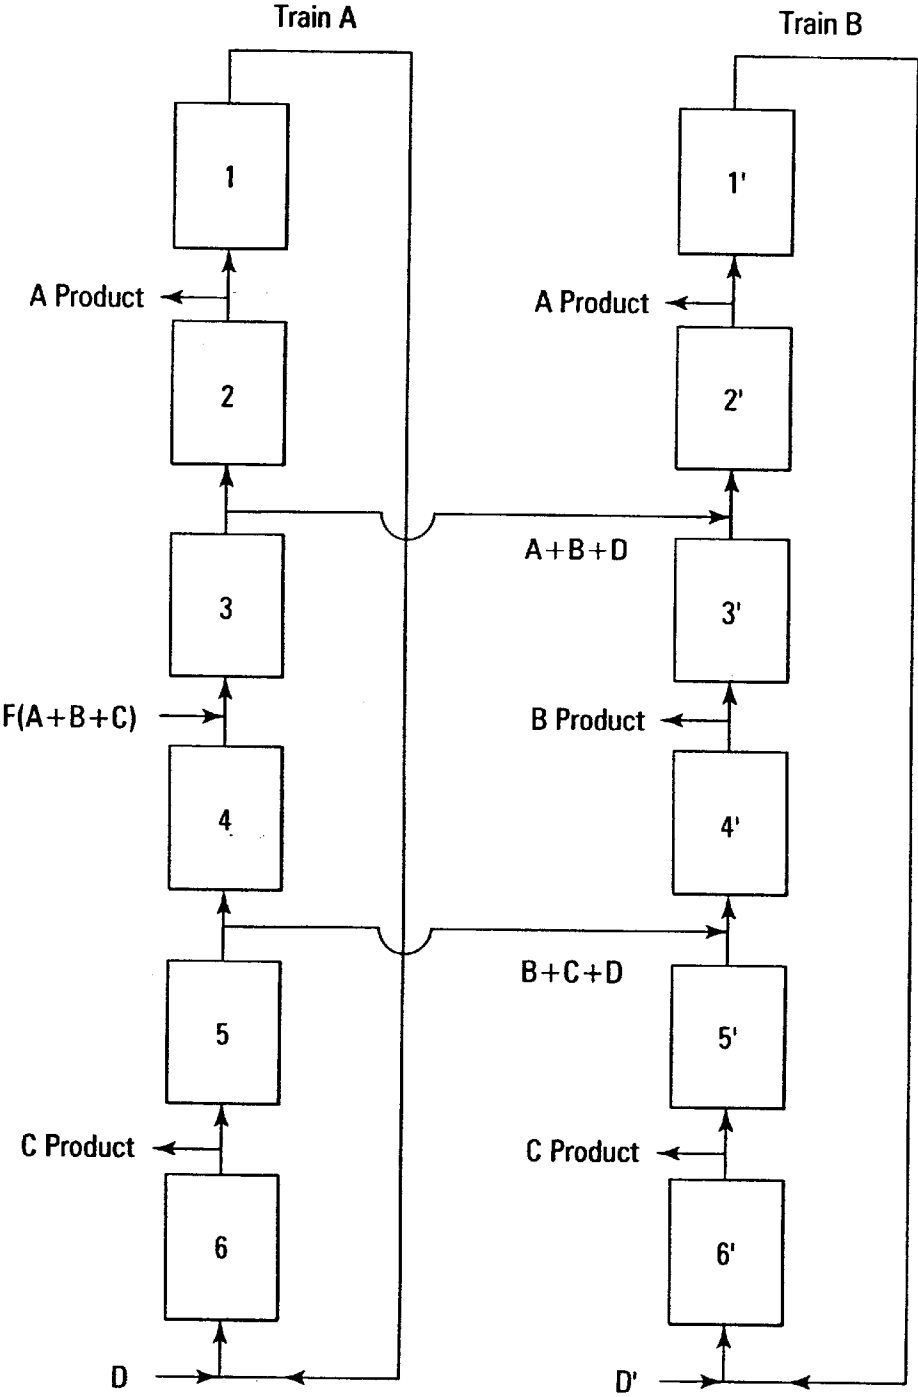 Train A
Train B
1
1'
A Product
A Product
2
2'
A+B+D
3
3'
F(A+B+C)
B Product
4
4'
B+C+D
5
5'
C Product
C Product
6
6'
D
D'